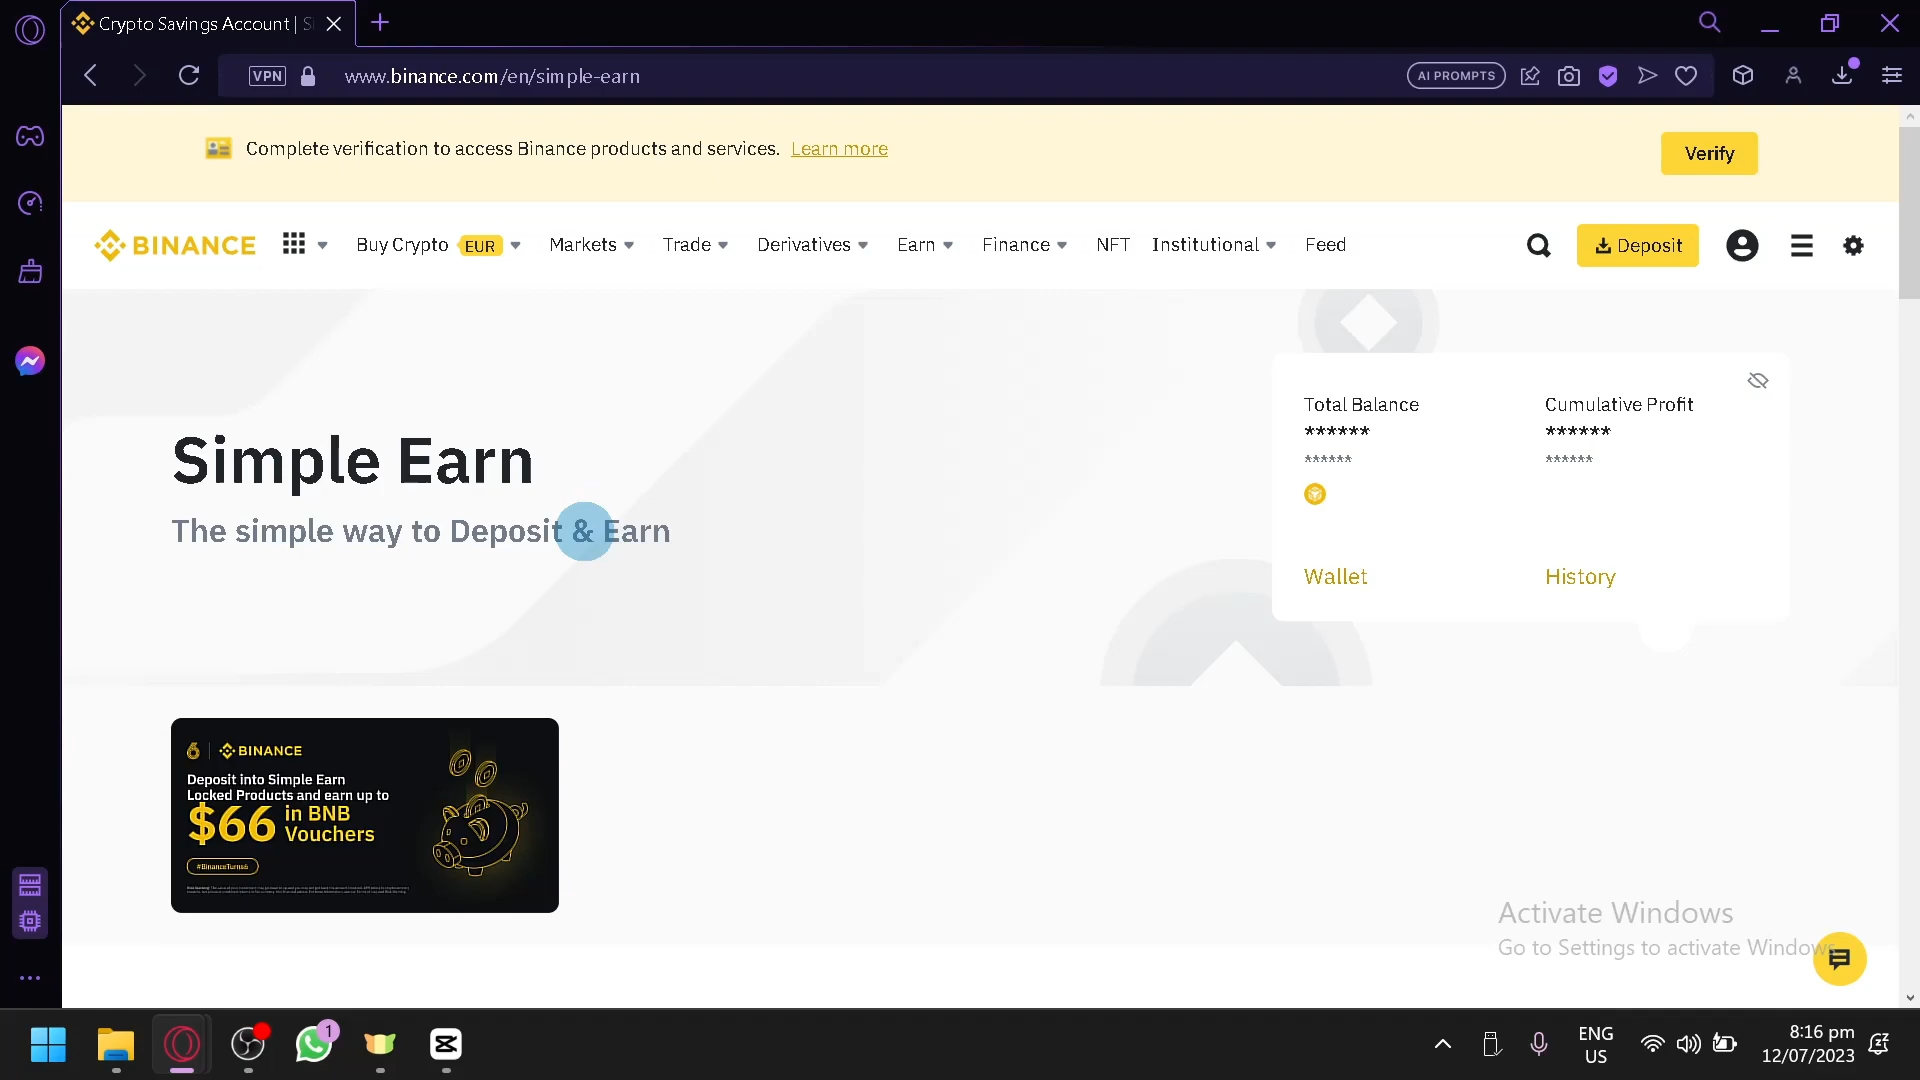 Crypto Savings Account | S
VPN
www.binance.com/en/simple-earn
AI PROMPTS
Complete verification to access Binance products and services. Learn more
Verify
BINANCE
Buy Crypto EUR
Markets
Trade
Derivatives
Earn
Finance
NFT
Institutional
Feed
Deposit
Total Balance
Cumulative Profit
******
******
******
******
Simple Earn
The simple way to Deposit & Earn
Wallet
History
6 | BINANCE
Deposit into Simple Earn
Locked Products and earn up to
$66 in BNB Vouchers
#BinanceTurns6
Activate Windows
Go to Settings to activate Windows
1
ENG
US
8:16 pm
12/07/2023